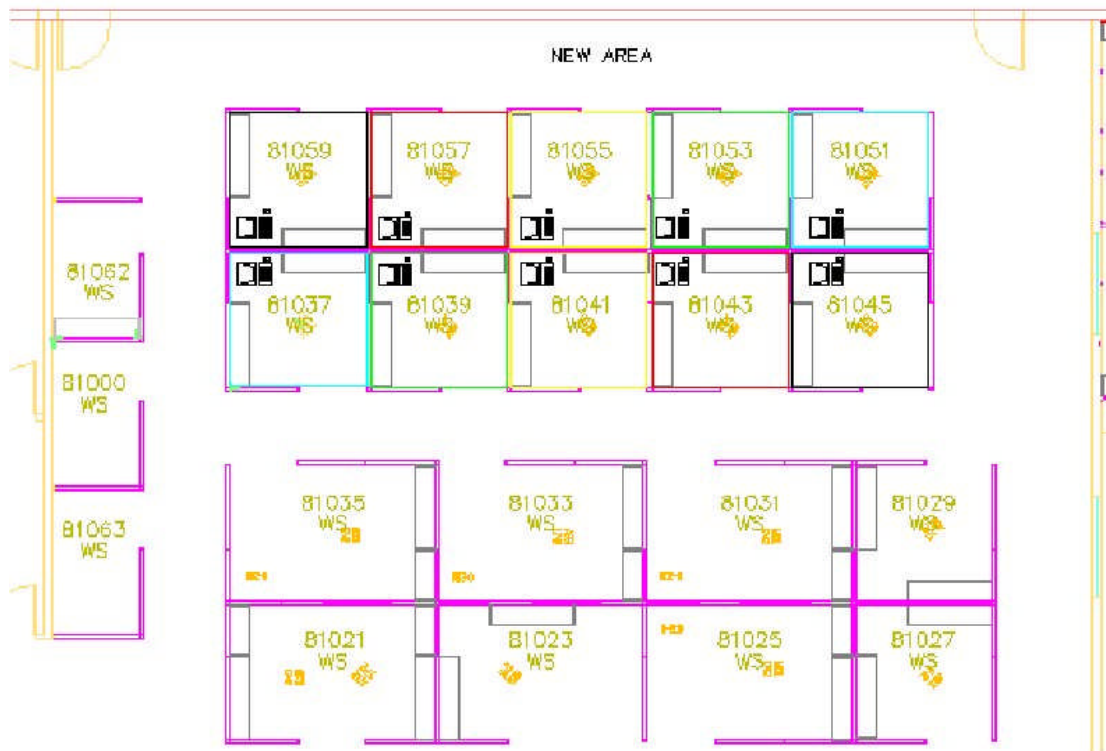 NEW AREA
81059
WS
81057
WS
81055
WS
81053
WS
81051
WS
81062
WS
81037
WS
81039
WS
81041
WS
81043
WS
81045
WS
81000
WS
81035
WS
81033
WS
81031
WS
81029
WS
81063
WS
81021
WS
81023
WS
81025
WS
81027
WS